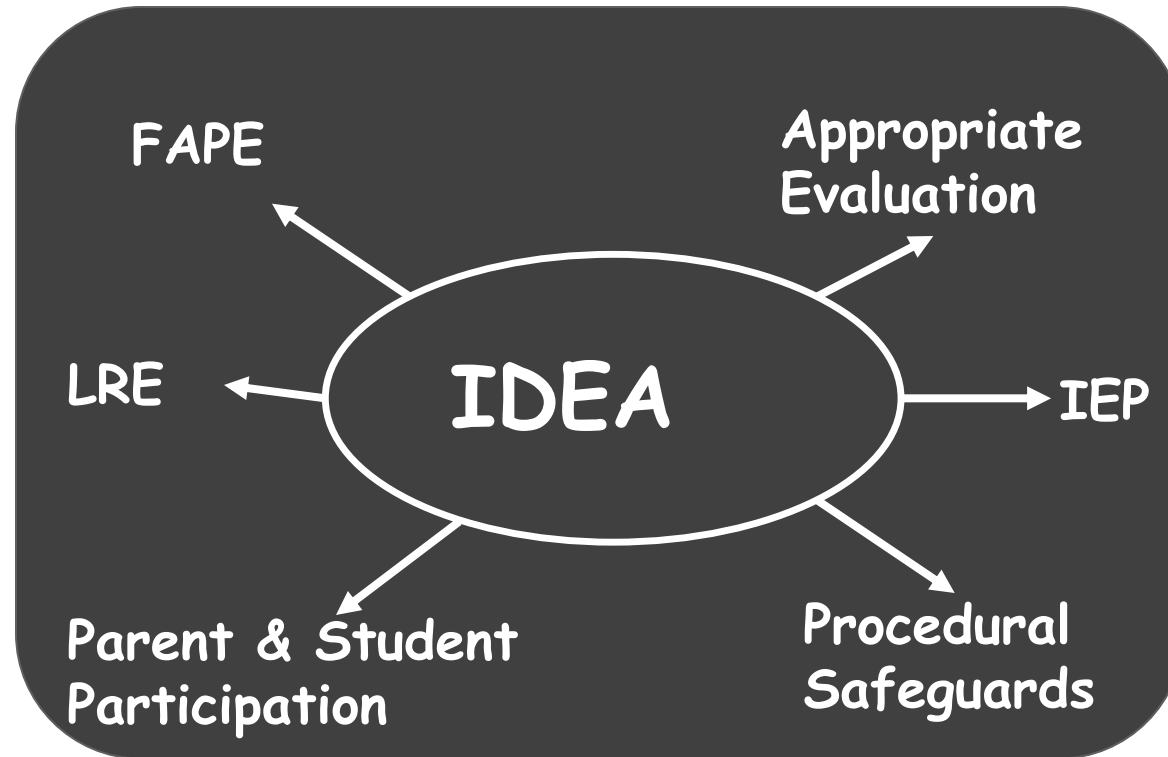 FAPE
Appropriate
Evaluation
LRE
IDEA
IEP
Parent & Student
Participation
Procedural
Safeguards